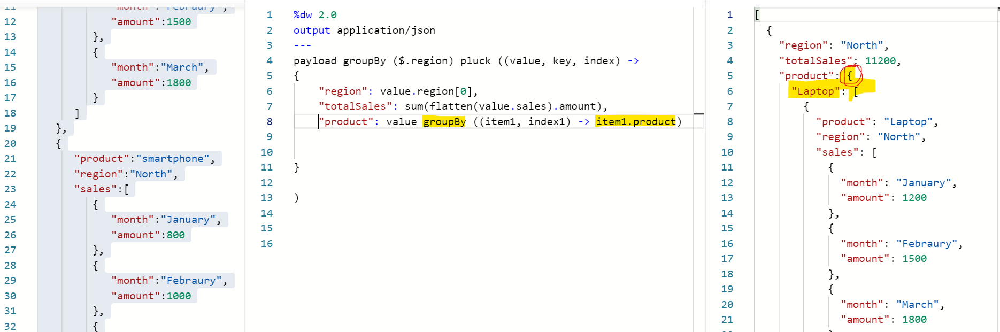 11 "month":"Febraury",
12 "amount":1500
13 },
14 {
15 "month":"March",
16 "amount":1800
17 }
18 ]
19 },
20 {
21 "product":"smartphone",
22 "region":"North",
23 "sales":[
24 {
25 "month":"January",
26 "amount":800
27 },
28 {
29 "month":"Febraury",
30 "amount":1000
31 },
32 {
1 %dw 2.0
2 output application/json
3 ---
4 payload groupBy ($.region) pluck ((value, key, index) ->
5 {
6 "region": value.region[0],
7 "totalSales": sum(flatten(value.sales).amount),
8 "product": value groupBy ((item1, index1) -> item1.product)
9
10
11 }
12
13 )
14
15
16
1 [
2 {
3 "region": "North",
4 "totalSales": 11200,
5 "product": {
6 "Laptop": [
7 {
8 "product": "Laptop",
9 "region": "North",
10 "sales": [
11 {
12 "month": "January",
13 "amount": 1200
14 },
15 {
16 "month": "Febraury",
17 "amount": 1500
18 },
19 {
20 "month": "March",
21 "amount": 1800